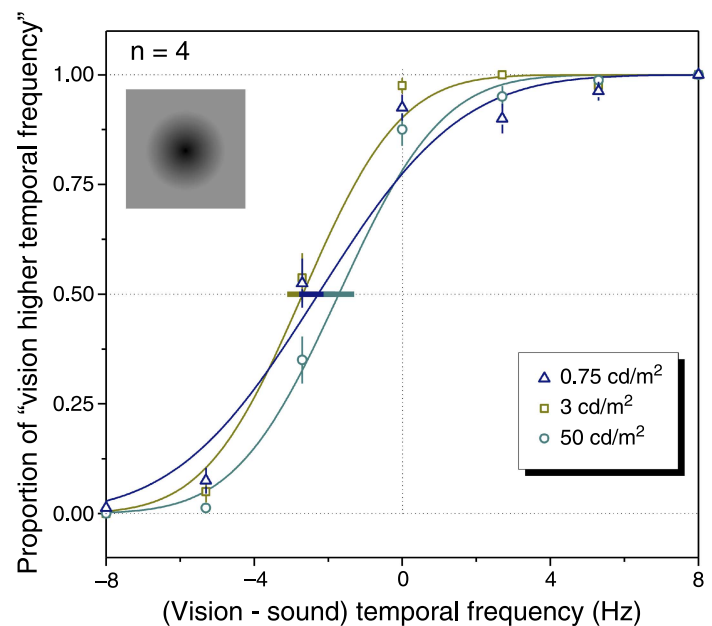 n = 4
Proportion of “vision higher temporal frequency”
1.00
0.75
0.50
0.25
0.00
0.75 cd/m²
3 cd/m²
50 cd/m²
–8
–4
0
4
8
(Vision - sound) temporal frequency (Hz)